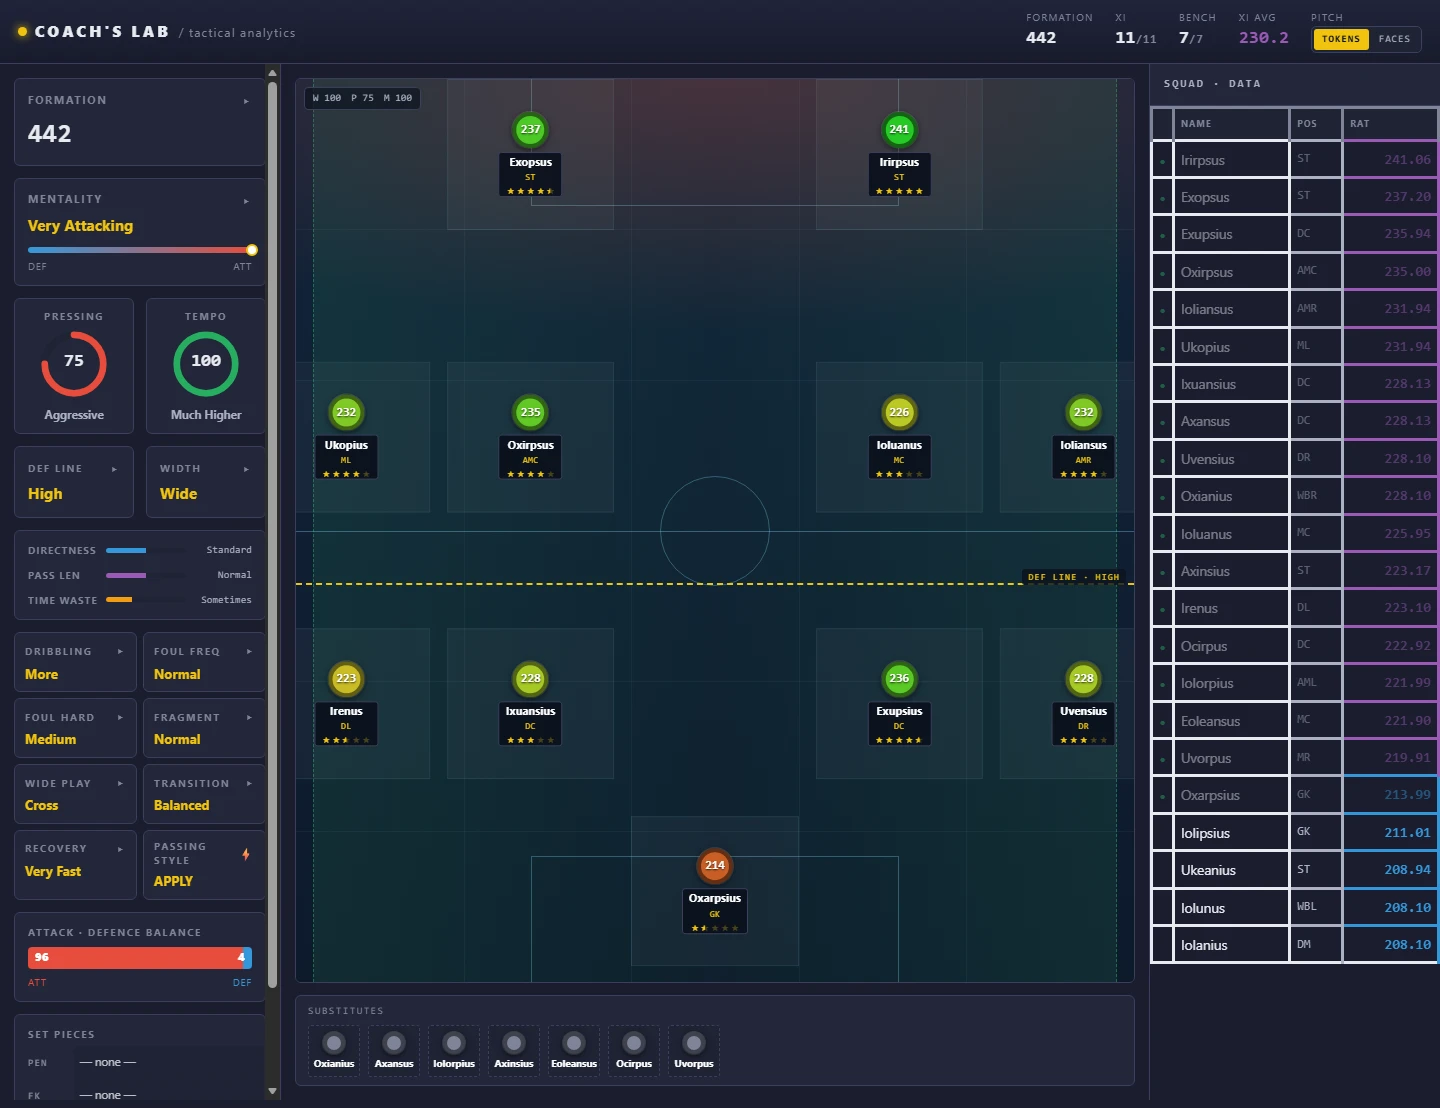 COACH'S LAB / tactical analytics
FORMATION
442
XI
11/11
BENCH
7/7
XI AVG
230.2
PITCH
TOKENS FACES
FORMATION ▸
442
MENTALITY ▸
Very Attacking
DEF ATT
PRESSING
75
Aggressive
TEMPO
100
Much Higher
DEF LINE ▸
High
WIDTH ▸
Wide
DIRECTNESS Standard
PASS LEN Normal
TIME WASTE Sometimes
DRIBBLING ▸
More
FOUL FREQ ▸
Normal
FOUL HARD ▸
Medium
FRAGMENT ▸
Normal
WIDE PLAY ▸
Cross
TRANSITION ▸
Balanced
RECOVERY ▸
Very Fast
PASSING
STYLE
APPLY
ATTACK · DEFENCE BALANCE
96 4
ATT DEF
SET PIECES
PEN — none —
FK — none —
W 100 P 75 M 100
237
Exopsus
ST
241
Irirpsus
ST
232
Ukopius
ML
235
Oxirpsus
AMC
226
Ioluanus
MC
232
Ioliansus
AMR
DEF LINE · HIGH
223
Irenus
DL
228
Ixuansius
DC
236
Exupsius
DC
228
Uvensius
DR
214
Oxarpsius
GK
SUBSTITUTES
Oxianius
Axansus
Iolorpius
Axinsius
Eoleansus
Ocirpus
Uvorpus
SQUAD · DATA
NAME POS RAT
Irirpsus ST 241.06
Exopsus ST 237.20
Exupsius DC 235.94
Oxirpsus AMC 235.00
Ioliansus AMR 231.94
Ukopius ML 231.94
Ixuansius DC 228.13
Axansus DC 228.13
Uvensius DR 228.10
Oxianius WBR 228.10
Ioluanus MC 225.95
Axinsius ST 223.17
Irenus DL 223.10
Ocirpus DC 222.92
Iolorpius AML 221.99
Eoleansus MC 221.90
Uvorpus MR 219.91
Oxarpsius GK 213.99
Iolipsius GK 211.01
Ukeanius ST 208.94
Iolunus WBL 208.10
Iolanius DM 208.10